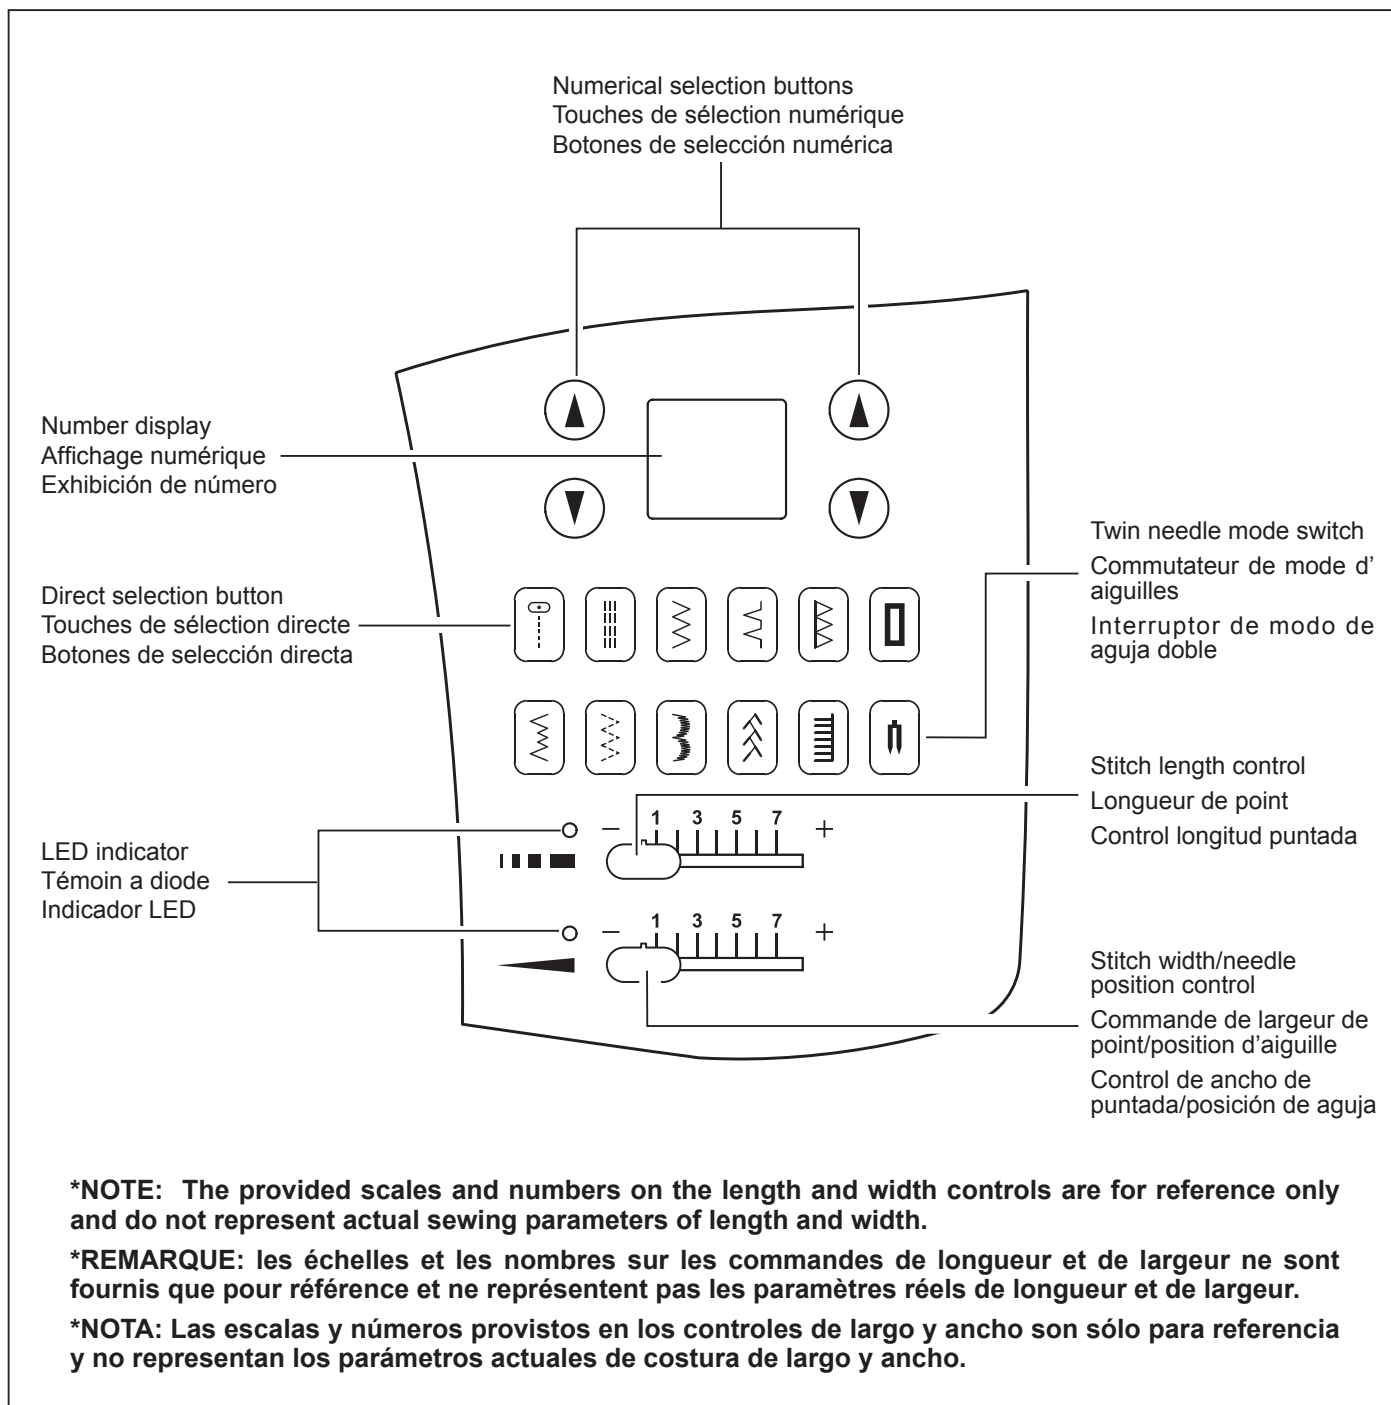 Numerical selection buttons
Touches de sélection numérique
Botones de selección numérica
Number display
Affichage numérique
Exhibición de número
Direct selection button
Touches de sélection directe
Botones de selección directa
Twin needle mode switch
Commutateur de mode d’
aiguilles
Interruptor de modo de
aguja doble
Stitch length control
Longueur de point
Control longitud puntada
1 3 5 7
− +
LED indicator
Témoin a diode
Indicador LED
1 3 5 7
− +
Stitch width/needle
position control
Commande de largeur de
point/position d’aiguille
Control de ancho de
puntada/posición de aguja
*NOTE: The provided scales and numbers on the length and width controls are for reference only
and do not represent actual sewing parameters of length and width.
*REMARQUE: les échelles et les nombres sur les commandes de longueur et de largeur ne sont
fournis que pour référence et ne représentent pas les paramètres réels de longueur et de largeur.
*NOTA: Las escalas y números provistos en los controles de largo y ancho son sólo para referencia
y no representan los parámetros actuales de costura de largo y ancho.